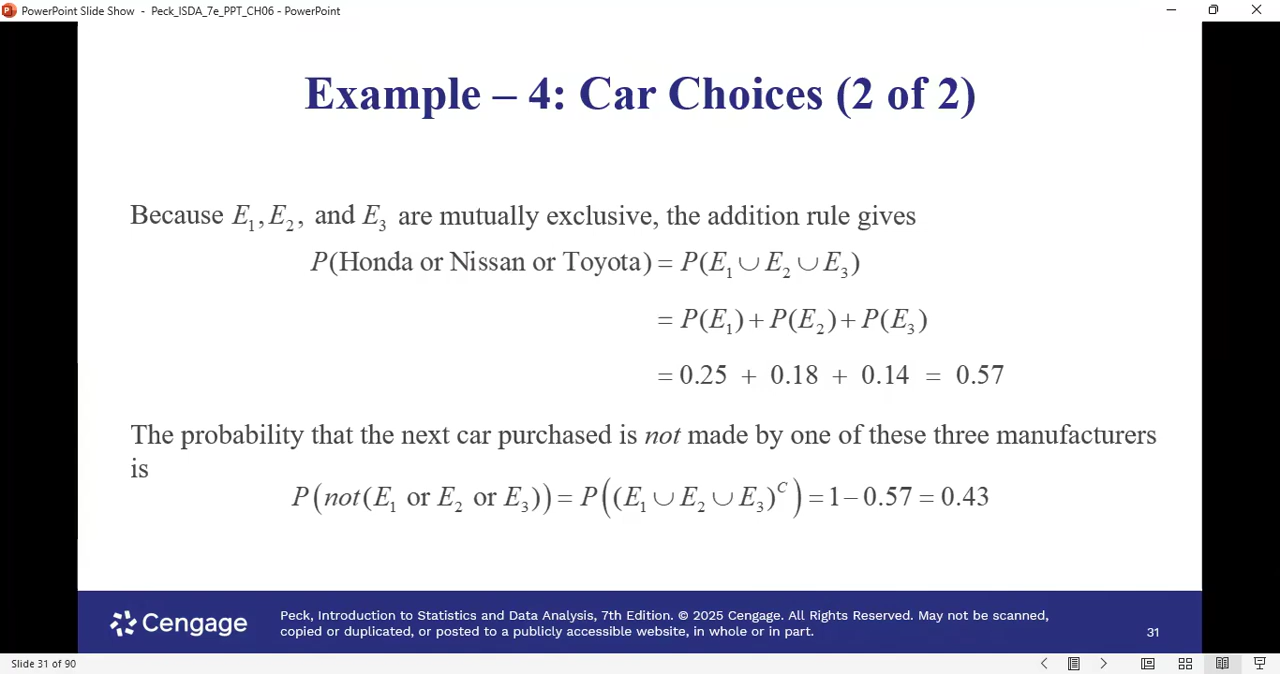 PowerPoint Slide Show - Peck_ISDA_7e_PPT_CH06 - PowerPoint
Example – 4: Car Choices (2 of 2)
Because E₁, E₂, and E₃ are mutually exclusive, the addition rule gives
P(Honda or Nissan or Toyota) = P(E₁ ∪ E₂ ∪ E₃)
= P(E₁) + P(E₂) + P(E₃)
= 0.25 + 0.18 + 0.14 = 0.57
The probability that the next car purchased is not made by one of these three manufacturers
is
P(not(E₁ or E₂ or E₃)) = P((E₁ ∪ E₂ ∪ E₃)ᶜ) = 1 – 0.57 = 0.43
Cengage
Peck, Introduction to Statistics and Data Analysis, 7th Edition. © 2025 Cengage. All Rights Reserved. May not be scanned,
copied or duplicated, or posted to a publicly accessible website, in whole or in part.
31
Slide 31 of 90